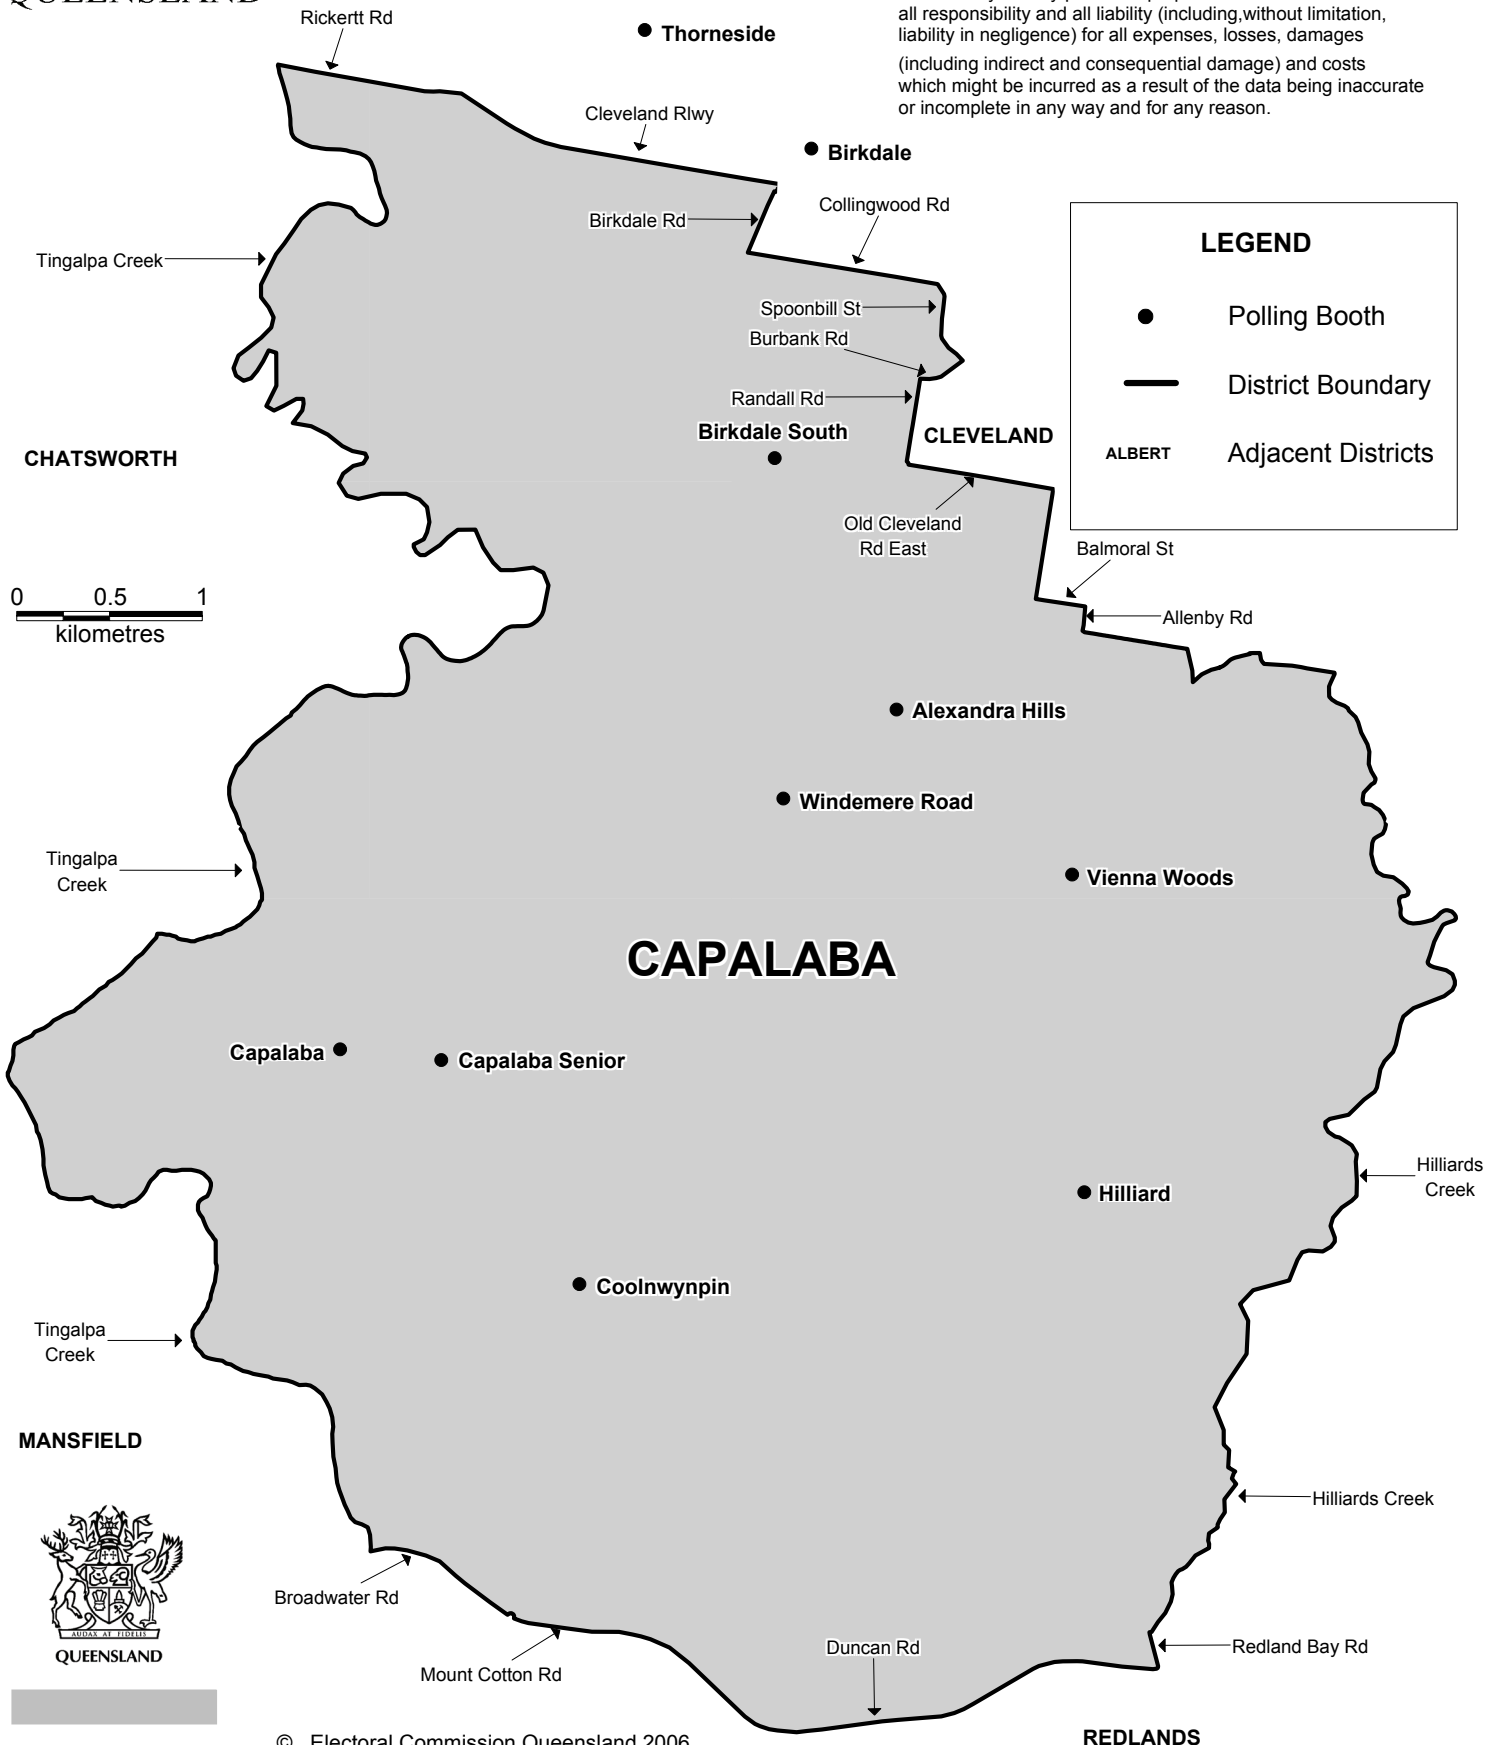 QUEENSLAND
Rickertt Rd
Thorneside
all responsibility and all liability (including,without limitation,
liability in negligence) for all expenses, losses, damages
(including indirect and consequential damage) and costs
which might be incurred as a result of the data being inaccurate
or incomplete in any way and for any reason.
Cleveland Rlwy
Birkdale
Collingwood Rd
Birkdale Rd
LEGEND
Polling Booth
District Boundary
ALBERT Adjacent Districts
Tingalpa Creek
Spoonbill St
Burbank Rd
Randall Rd
Birkdale South
CLEVELAND
CHATSWORTH
Old Cleveland
Rd East
Balmoral St
0 0.5 1
kilometres
Allenby Rd
Alexandra Hills
Windemere Road
Tingalpa
Creek
Vienna Woods
CAPALABA
Capalaba
Capalaba Senior
Hilliards
Creek
Hilliard
Coolnwynpin
Tingalpa
Creek
MANSFIELD
Hilliards Creek
AUDAX AT FIDELIS
QUEENSLAND
Broadwater Rd
Mount Cotton Rd
Duncan Rd
Redland Bay Rd
© Electoral Commission Queensland 2006
REDLANDS